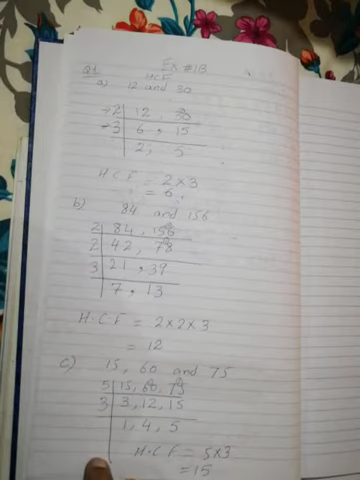 Ex #1B
Q1 HCF
a) 12 and 30
→2 12, 30
→3 6, 15
2, 5
HCF = 2×3
= 6
b) 84 and 156
2 84, 156
2 42, 78
3 21, 39
7, 13
H.C.F = 2×2×3
= 12
c) 15, 60 and 75
5 15, 60, 75
3 3, 12, 15
1, 4, 5
H.C.F = 5×3
= 15